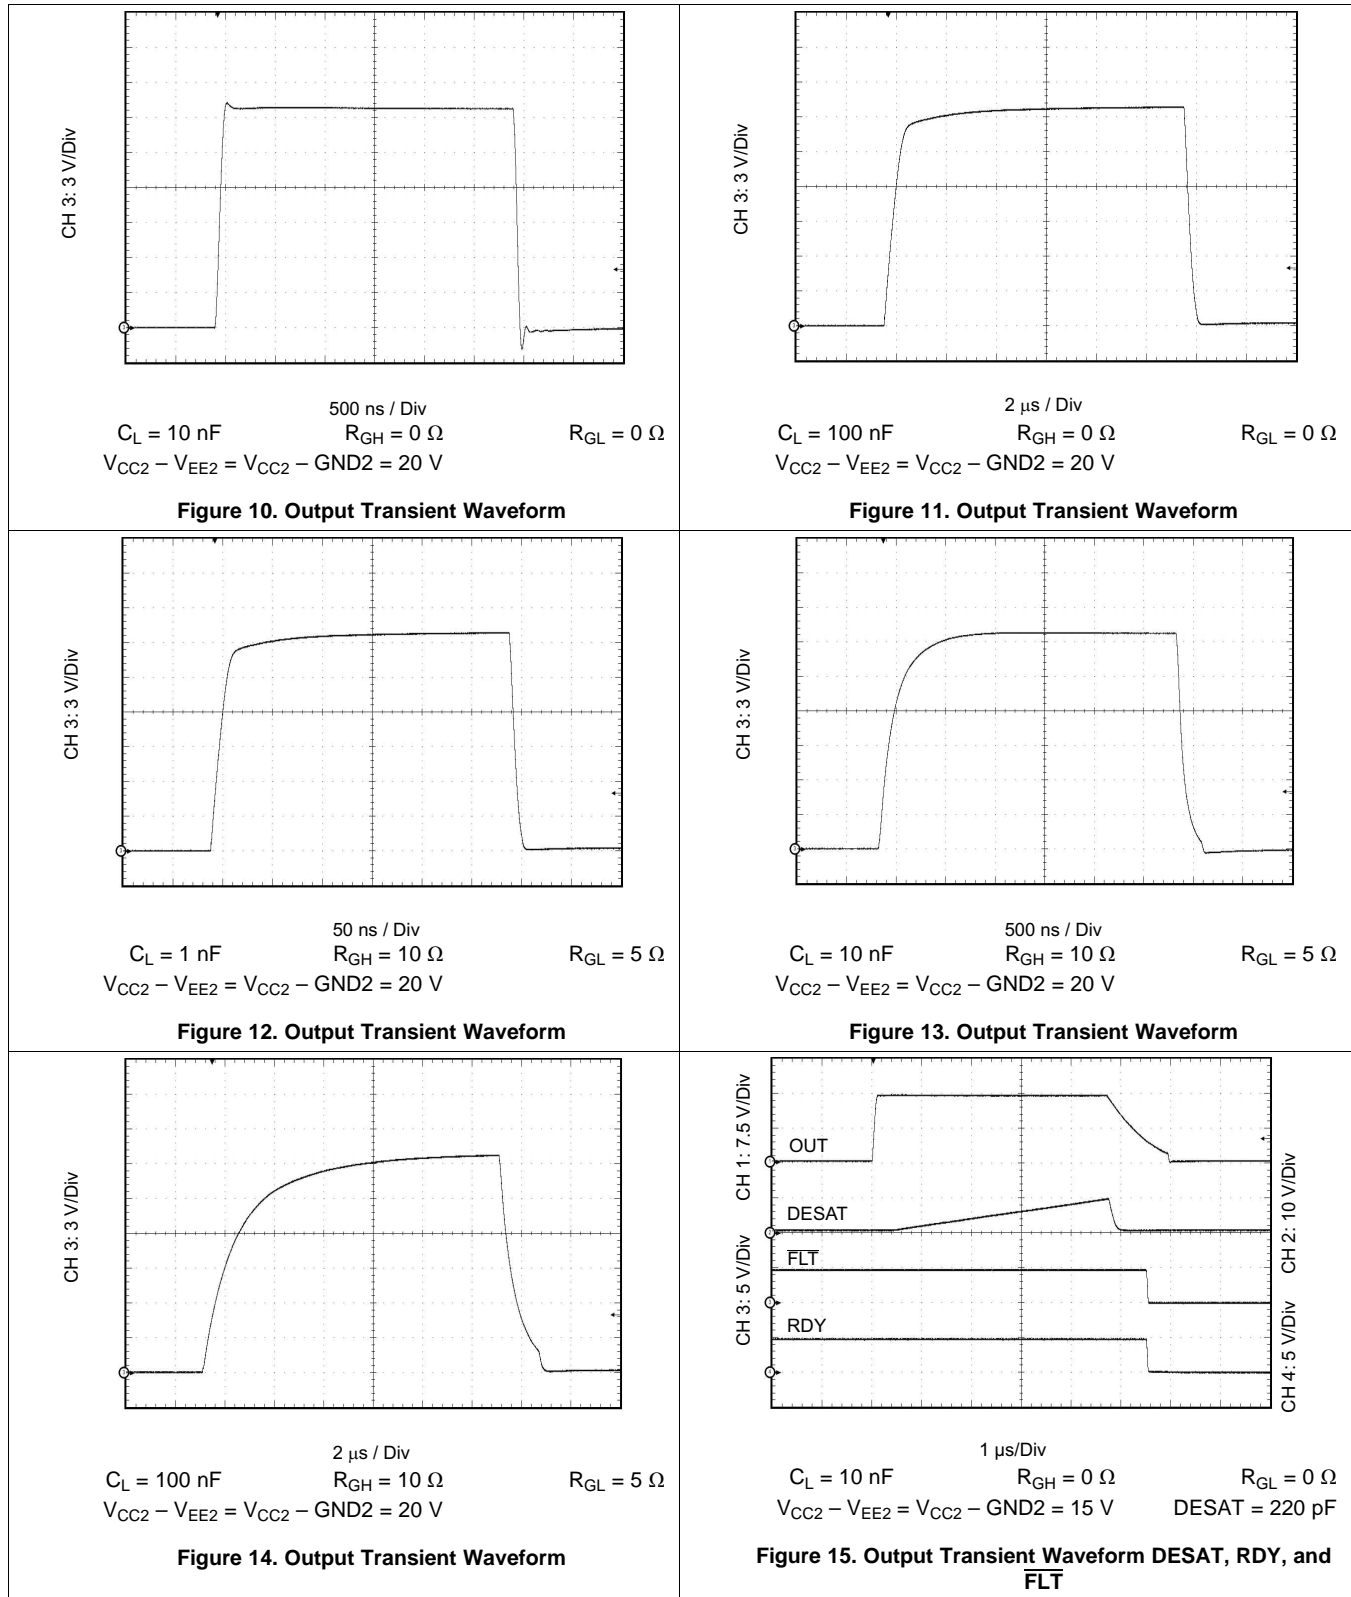 CH 3: 3 V/Div
500 ns / Div
C_L = 10 nF R_GH = 0 Ω R_GL = 0 Ω
V_CC2 – V_EE2 = V_CC2 – GND2 = 20 V
Figure 10. Output Transient Waveform
CH 3: 3 V/Div
2 μs / Div
C_L = 100 nF R_GH = 0 Ω R_GL = 0 Ω
V_CC2 – V_EE2 = V_CC2 – GND2 = 20 V
Figure 11. Output Transient Waveform
CH 3: 3 V/Div
50 ns / Div
C_L = 1 nF R_GH = 10 Ω R_GL = 5 Ω
V_CC2 – V_EE2 = V_CC2 – GND2 = 20 V
Figure 12. Output Transient Waveform
CH 3: 3 V/Div
500 ns / Div
C_L = 10 nF R_GH = 10 Ω R_GL = 5 Ω
V_CC2 – V_EE2 = V_CC2 – GND2 = 20 V
Figure 13. Output Transient Waveform
CH 3: 3 V/Div
2 μs / Div
C_L = 100 nF R_GH = 10 Ω R_GL = 5 Ω
V_CC2 – V_EE2 = V_CC2 – GND2 = 20 V
Figure 14. Output Transient Waveform
CH 1: 7.5 V/Div
CH 3: 5 V/Div
OUT
DESAT
FLT
RDY
CH 2: 10 V/Div
CH 4: 5 V/Div
1 µs/Div
C_L = 10 nF R_GH = 0 Ω R_GL = 0 Ω
V_CC2 – V_EE2 = V_CC2 – GND2 = 15 V DESAT = 220 pF
Figure 15. Output Transient Waveform DESAT, RDY, and
FLT